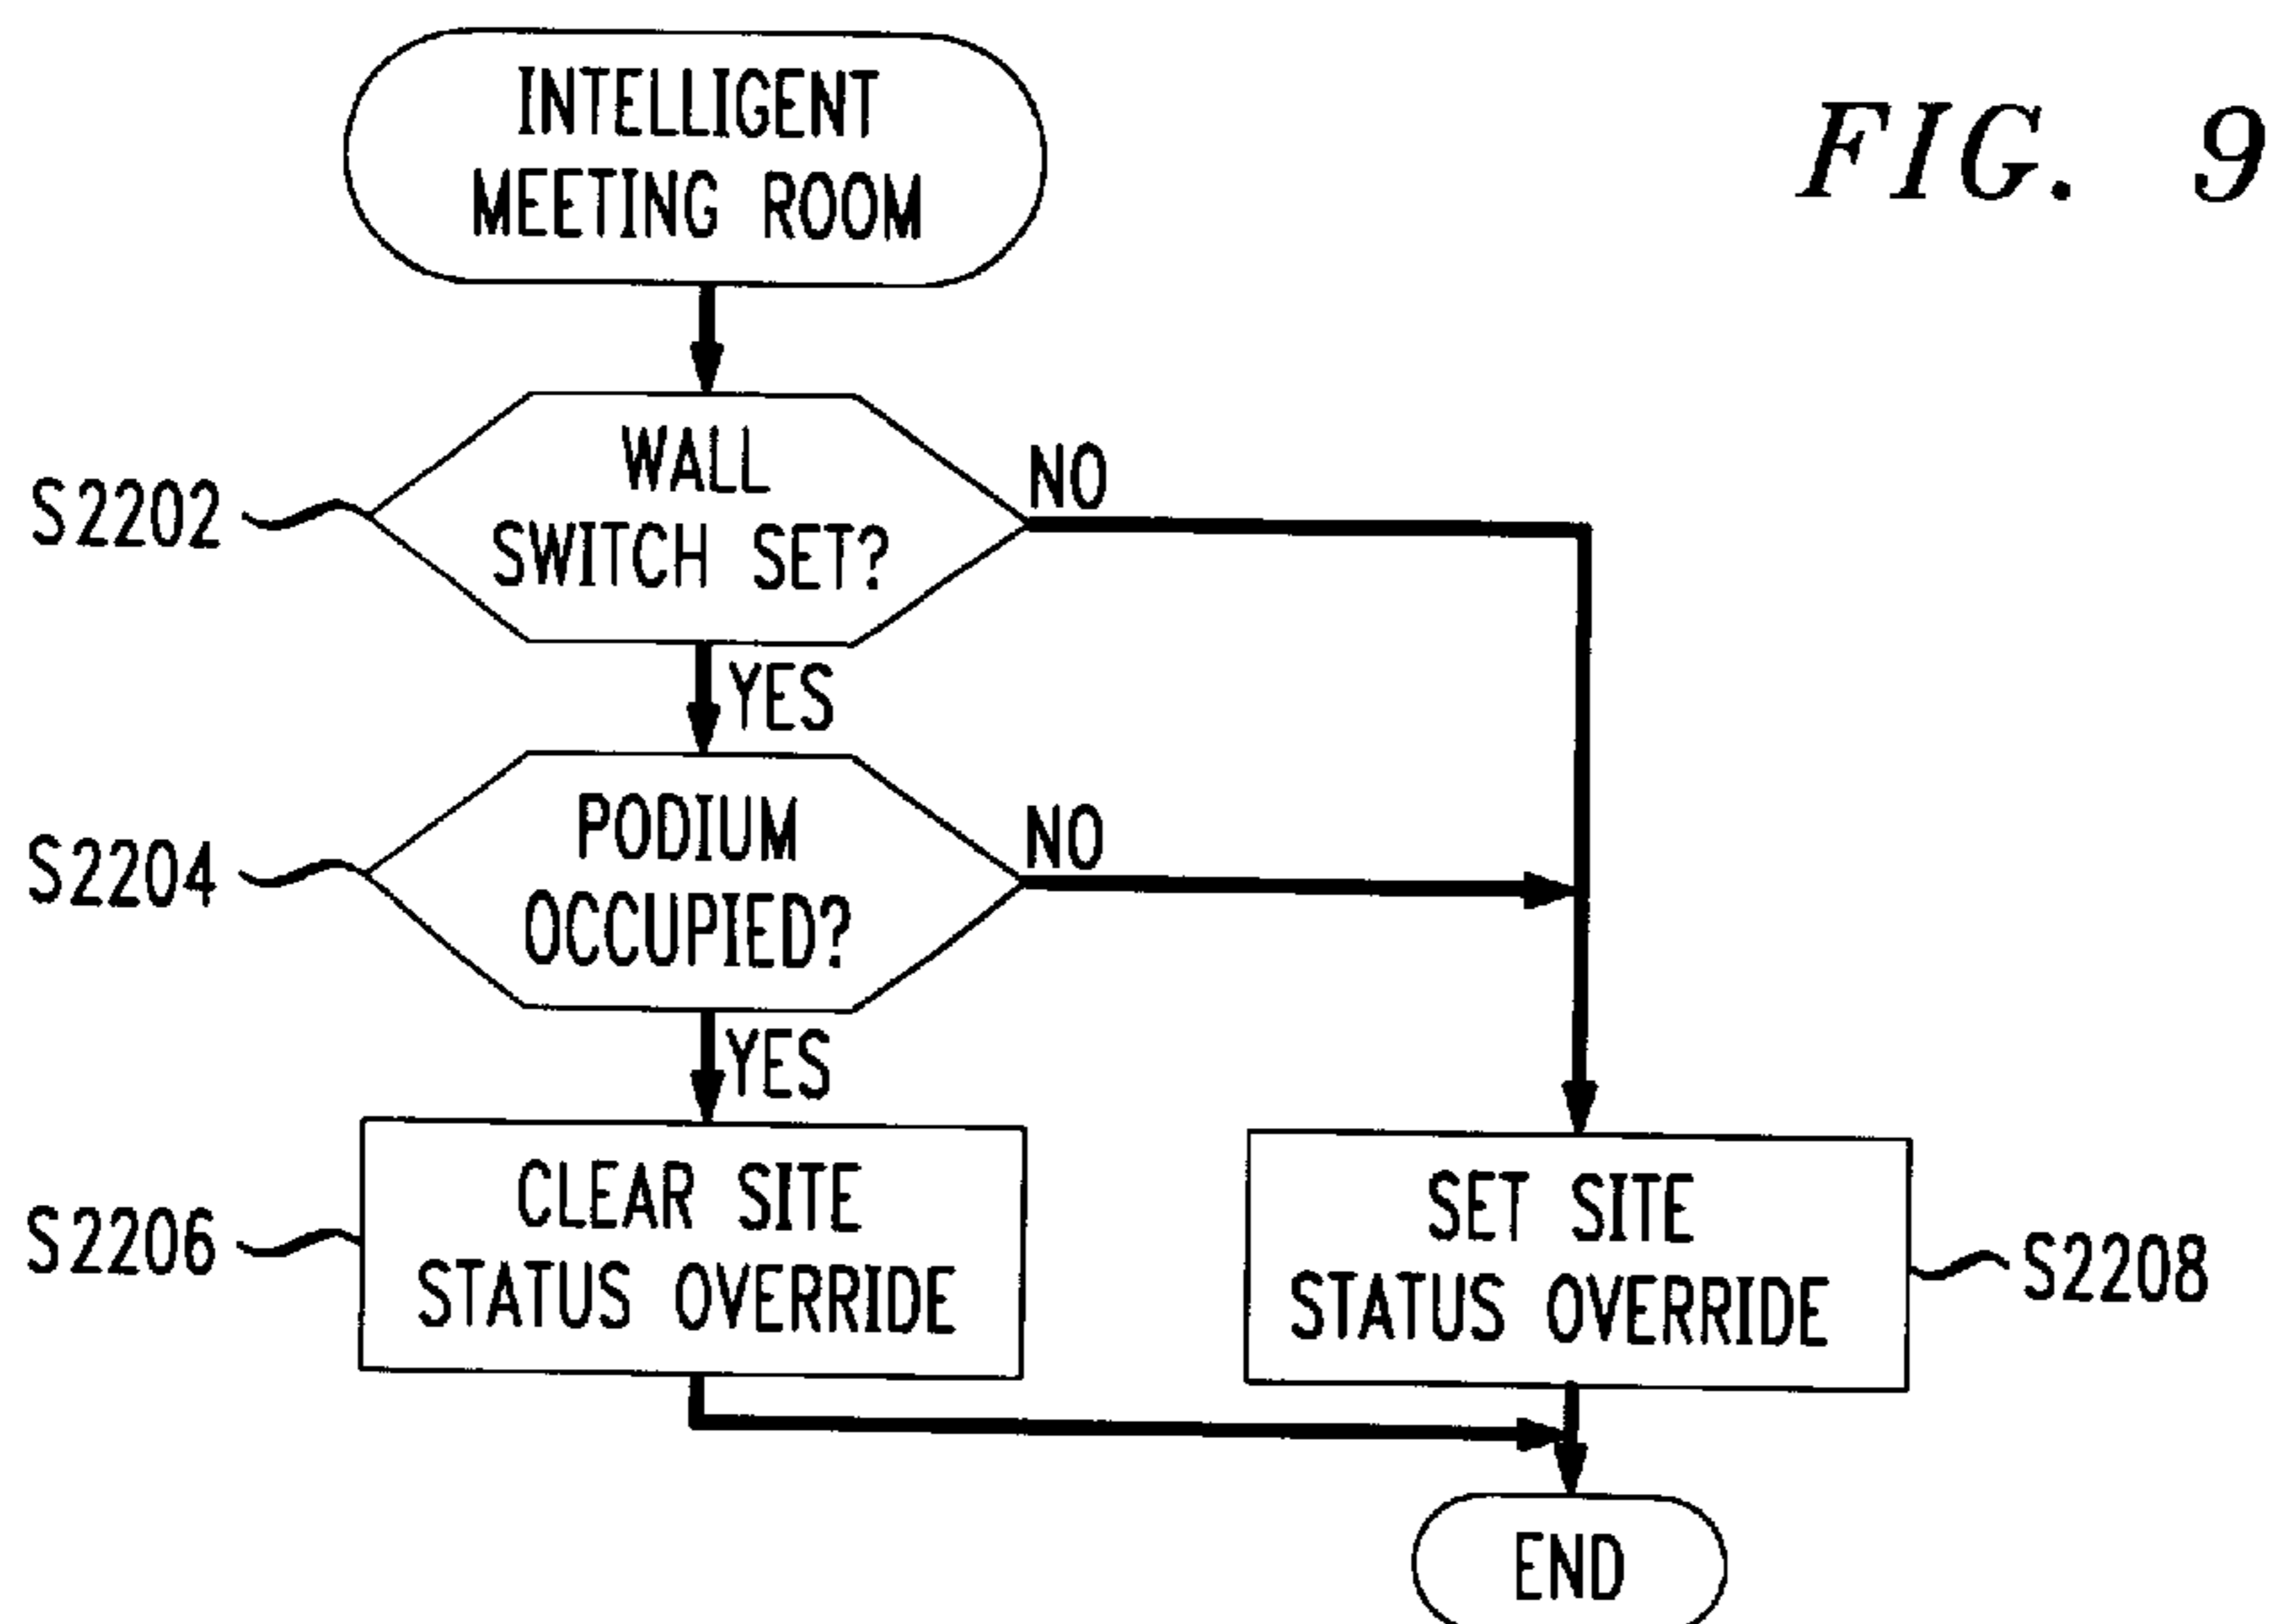 INTELLIGENT
MEETING ROOM
FIG. 9
S2202
WALL
SWITCH SET?
NO
YES
S2204
PODIUM
OCCUPIED?
NO
YES
S2206
CLEAR SITE
STATUS OVERRIDE
SET SITE
STATUS OVERRIDE
S2208
END